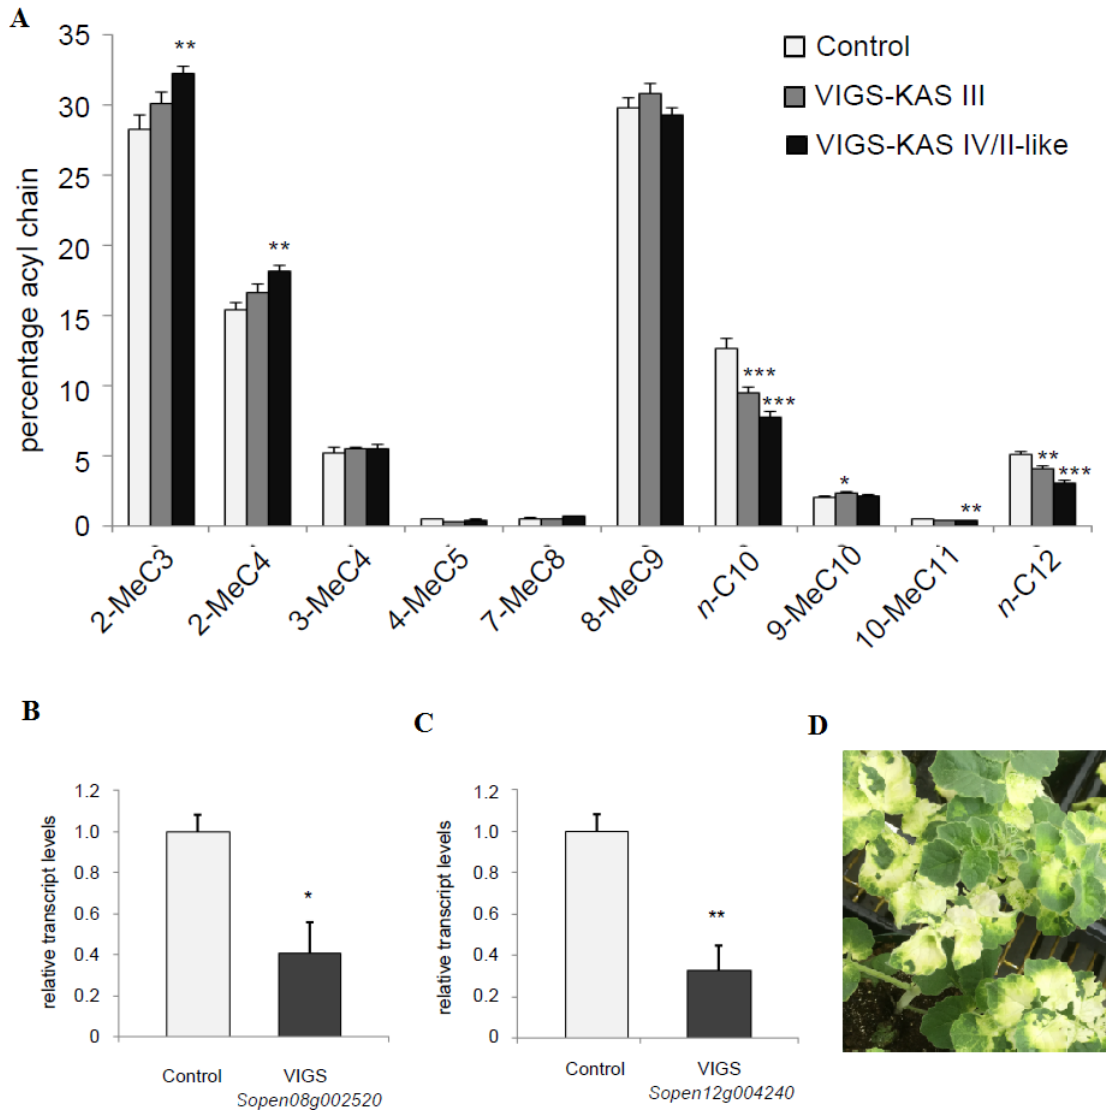 A
35
30
25
20
15
10
5
0
percentage acyl chain
Control
VIGS-KAS III
VIGS-KAS IV/II-like
**
**
***
***
*
**
**
***
2-MeC3
2-MeC4
3-MeC4
4-MeC5
7-MeC8
8-MeC9
n-C10
9-MeC10
10-MeC11
n-C12
B
1.2
1.0
0.8
0.6
0.4
0.2
0
relative transcript levels
*
Control
VIGS
Sopen08g002520
C
1.2
1.0
0.8
0.6
0.4
0.2
0
relative transcript levels
**
Control
VIGS
Sopen12g004240
D